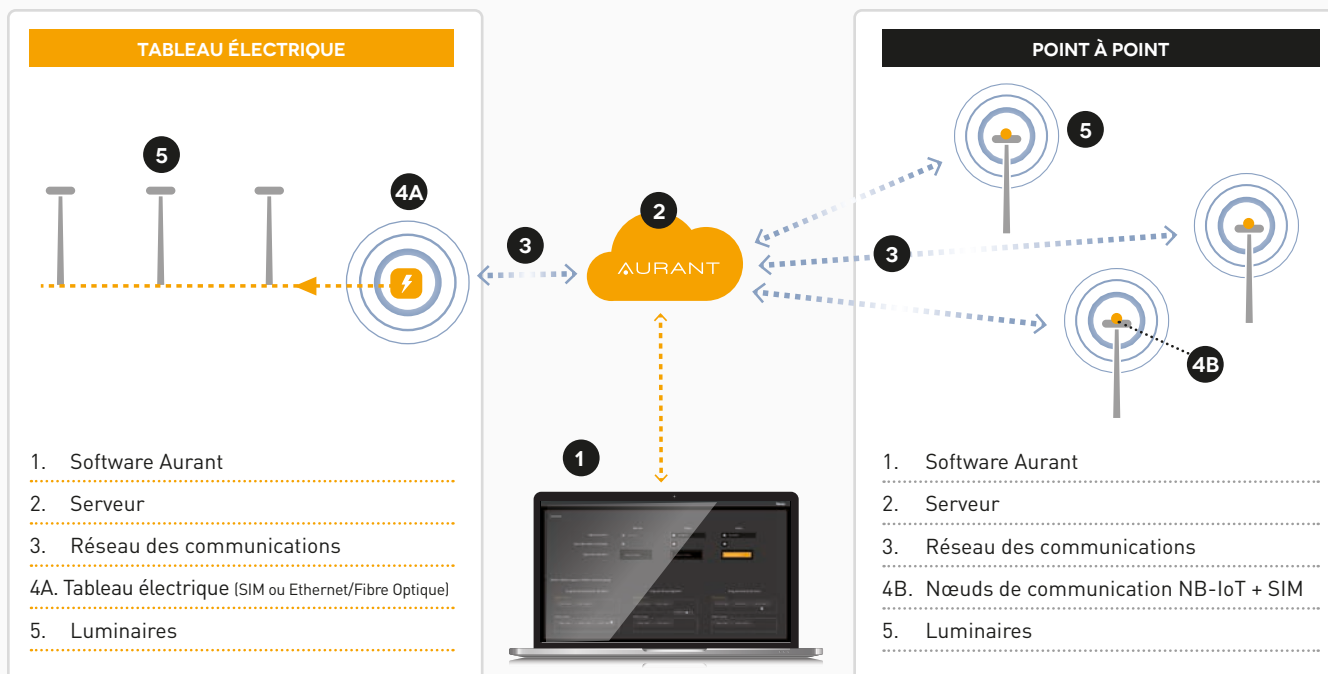 TABLEAU ÉLECTRIQUE
5
4A
3
1. Software Aurant
2. Serveur
3. Réseau des communications
4A. Tableau électrique (SIM ou Ethernet/Fibre Optique)
5. Luminaires
2
AURANT
1
POINT À POINT
5
3
4B
1. Software Aurant
2. Serveur
3. Réseau des communications
4B. Nœuds de communication NB-IoT + SIM
5. Luminaires